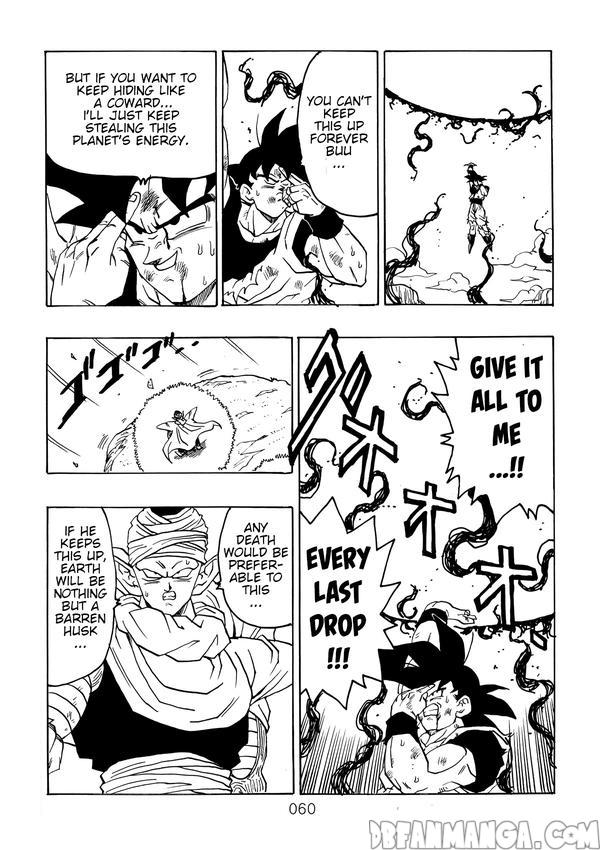 YOU CAN'T
KEEP
THIS UP
FOREVER
BUU
...
BUT IF YOU WANT TO
KEEP HIDING LIKE
A COWARD...
I'LL JUST KEEP
STEALING THIS
PLANET'S ENERGY.
GIVE IT
ALL TO
ME
...!!
グオオオ
EVERY
LAST
DROP
!!!
ゴゴゴ
ANY
DEATH
WOULD BE
PREFER-
ABLE TO
THIS
...
IF HE
KEEPS
THIS UP,
EARTH
WILL BE
NOTHING
BUT A
BARREN
HUSK
...
060
DBFANMANGA.COM